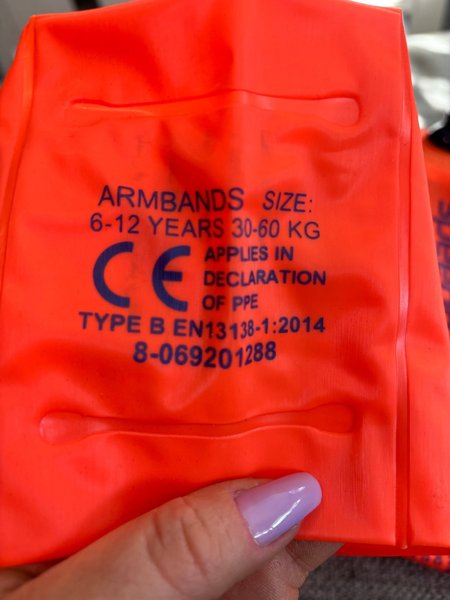 ARMBANDS SIZE:
6-12 YEARS 30-60 KG
CE APPLIES IN
DECLARATION
OF PPE
TYPE B EN13138-1:2014
8-069201288